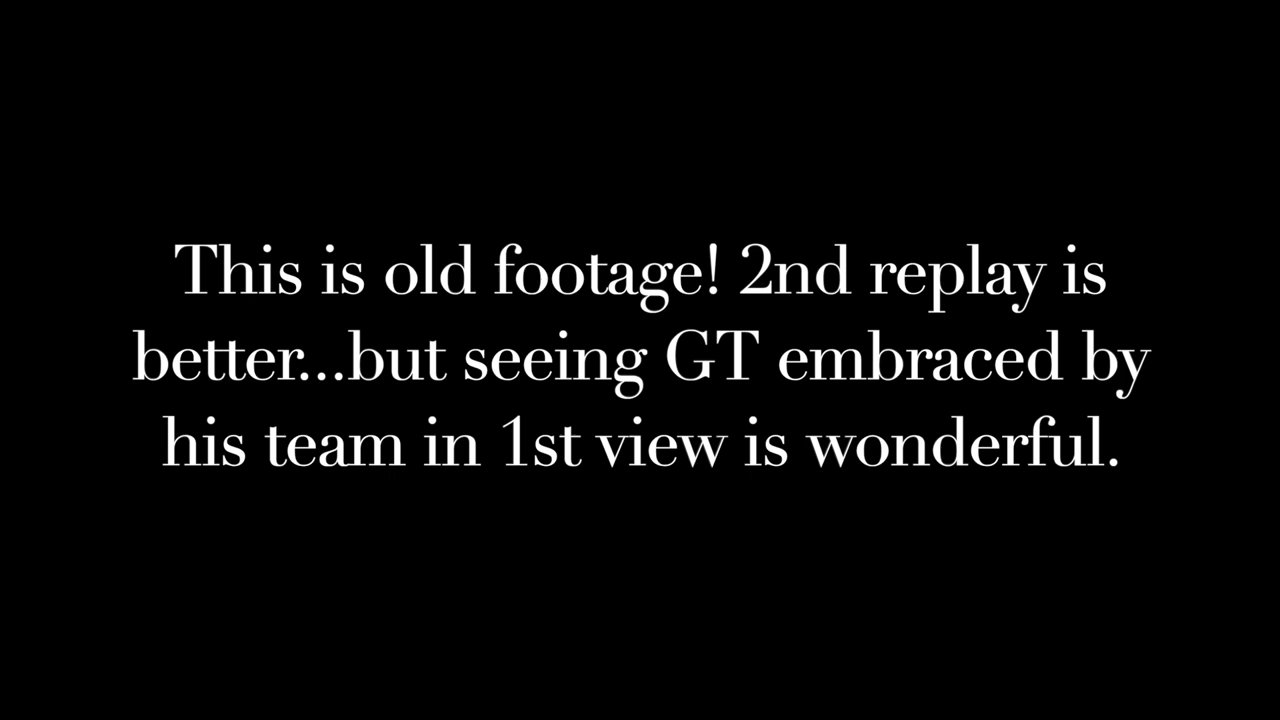 This is old footage! 2nd replay is
better...but seeing GT embraced by
his team in 1st view is wonderful.